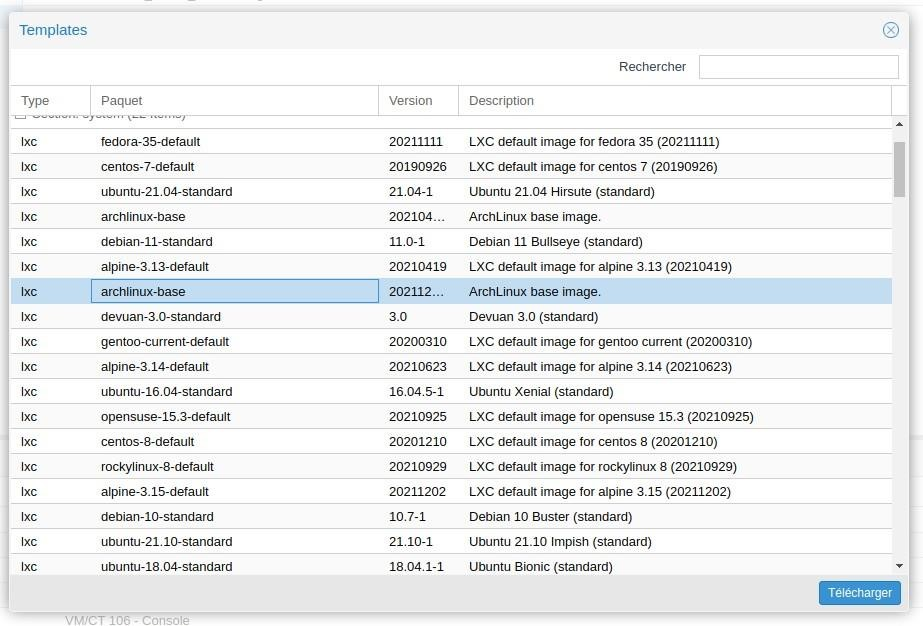 Templates
Rechercher
Type Paquet Version Description
Section: system (22 Items)
lxc fedora-35-default 20211111 LXC default image for fedora 35 (20211111)
lxc centos-7-default 20190926 LXC default image for centos 7 (20190926)
lxc ubuntu-21.04-standard 21.04-1 Ubuntu 21.04 Hirsute (standard)
lxc archlinux-base 202104… ArchLinux base image.
lxc debian-11-standard 11.0-1 Debian 11 Bullseye (standard)
lxc alpine-3.13-default 20210419 LXC default image for alpine 3.13 (20210419)
lxc archlinux-base 202112… ArchLinux base image.
lxc devuan-3.0-standard 3.0 Devuan 3.0 (standard)
lxc gentoo-current-default 20200310 LXC default image for gentoo current (20200310)
lxc alpine-3.14-default 20210623 LXC default image for alpine 3.14 (20210623)
lxc ubuntu-16.04-standard 16.04.5-1 Ubuntu Xenial (standard)
lxc opensuse-15.3-default 20210925 LXC default image for opensuse 15.3 (20210925)
lxc centos-8-default 20201210 LXC default image for centos 8 (20201210)
lxc rockylinux-8-default 20210929 LXC default image for rockylinux 8 (20210929)
lxc alpine-3.15-default 20211202 LXC default image for alpine 3.15 (20211202)
lxc debian-10-standard 10.7-1 Debian 10 Buster (standard)
lxc ubuntu-21.10-standard 21.10-1 Ubuntu 21.10 Impish (standard)
lxc ubuntu-18.04-standard 18.04.1-1 Ubuntu Bionic (standard)
Télécharger
VM/CT 106 - Console